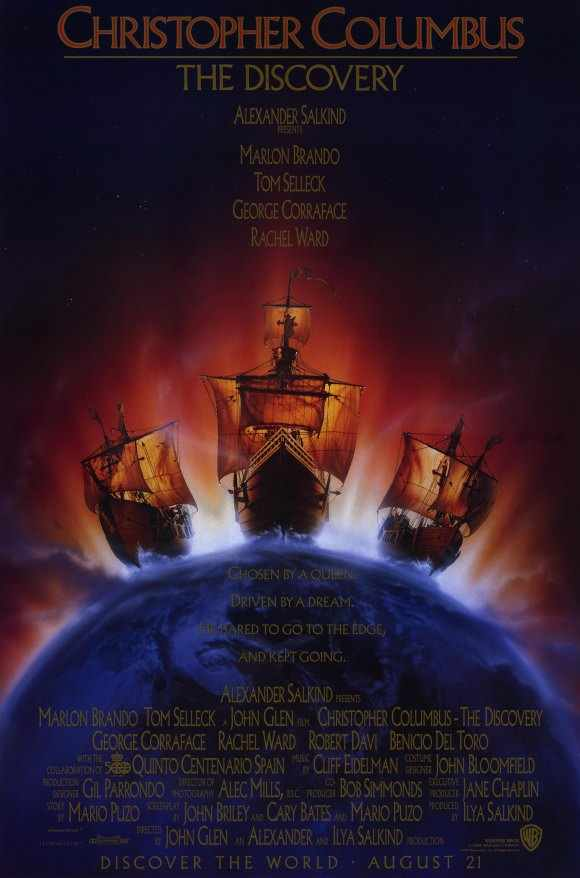 CHRISTOPHER COLUMBUS
THE DISCOVERY
ALEXANDER SALKIND
PRESENTS
MARLON BRANDO
TOM SELLECK
GEORGE CORRAFACE
RACHEL WARD
CHOSEN BY A QUEEN.
DRIVEN BY A DREAM.
HE DARED TO GO TO THE EDGE,
AND KEPT GOING.
ALEXANDER SALKIND PRESENTS
MARLON BRANDO TOM SELLECK A JOHN GLEN FILM CHRISTOPHER COLUMBUS - THE DISCOVERY
GEORGE CORRAFACE RACHEL WARD ROBERT DAVI BENICIO DEL TORO
WITH THE COLLABORATION OF QUINTO CENTENARIO SPAIN MUSIC BY CLIFF EIDELMAN COSTUME DESIGNER JOHN BLOOMFIELD
PRODUCTION DESIGNER GIL PARRONDO DIRECTOR OF PHOTOGRAPHY ALEC MILLS, B.S.C. CO-PRODUCER BOB SIMMONDS EXECUTIVE PRODUCER JANE CHAPLIN
STORY BY MARIO PUZO SCREENPLAY BY JOHN BRILEY AND CARY BATES AND MARIO PUZO PRODUCED BY ILYA SALKIND
DIRECTED BY JOHN GLEN AN ALEXANDER AND ILYA SALKIND PRODUCTION
WB
DISCOVER THE WORLD · AUGUST 21